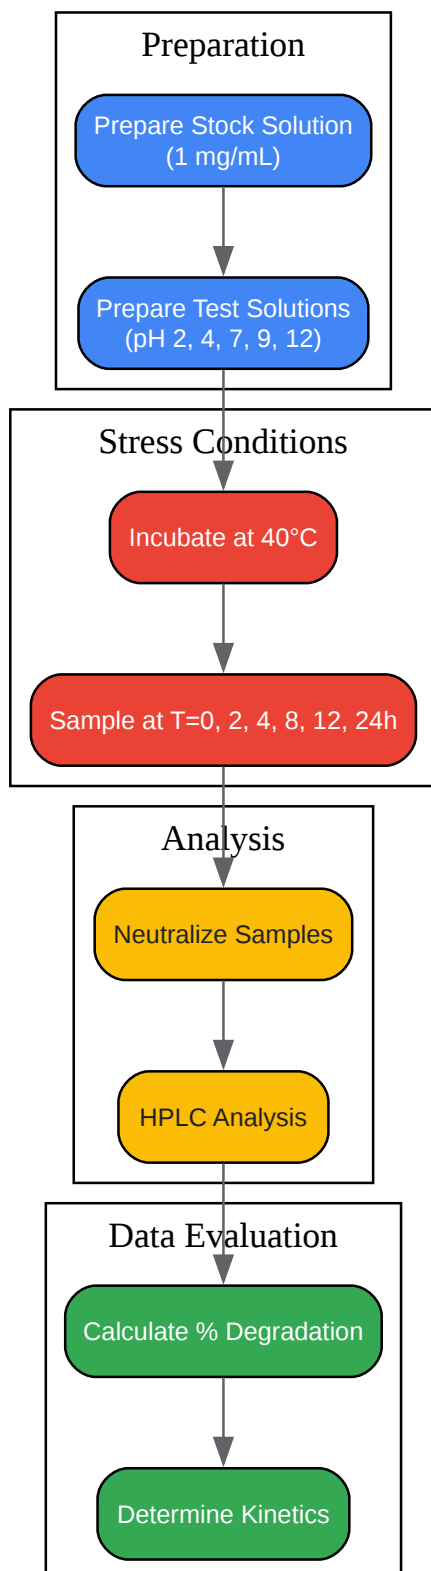 Preparation
Prepare Stock Solution
(1 mg/mL)
Prepare Test Solutions
(pH 2, 4, 7, 9, 12)
Stress Conditions
Incubate at 40°C
Sample at T=0, 2, 4, 8, 12, 24h
Analysis
Neutralize Samples
HPLC Analysis
Data Evaluation
Calculate % Degradation
Determine Kinetics